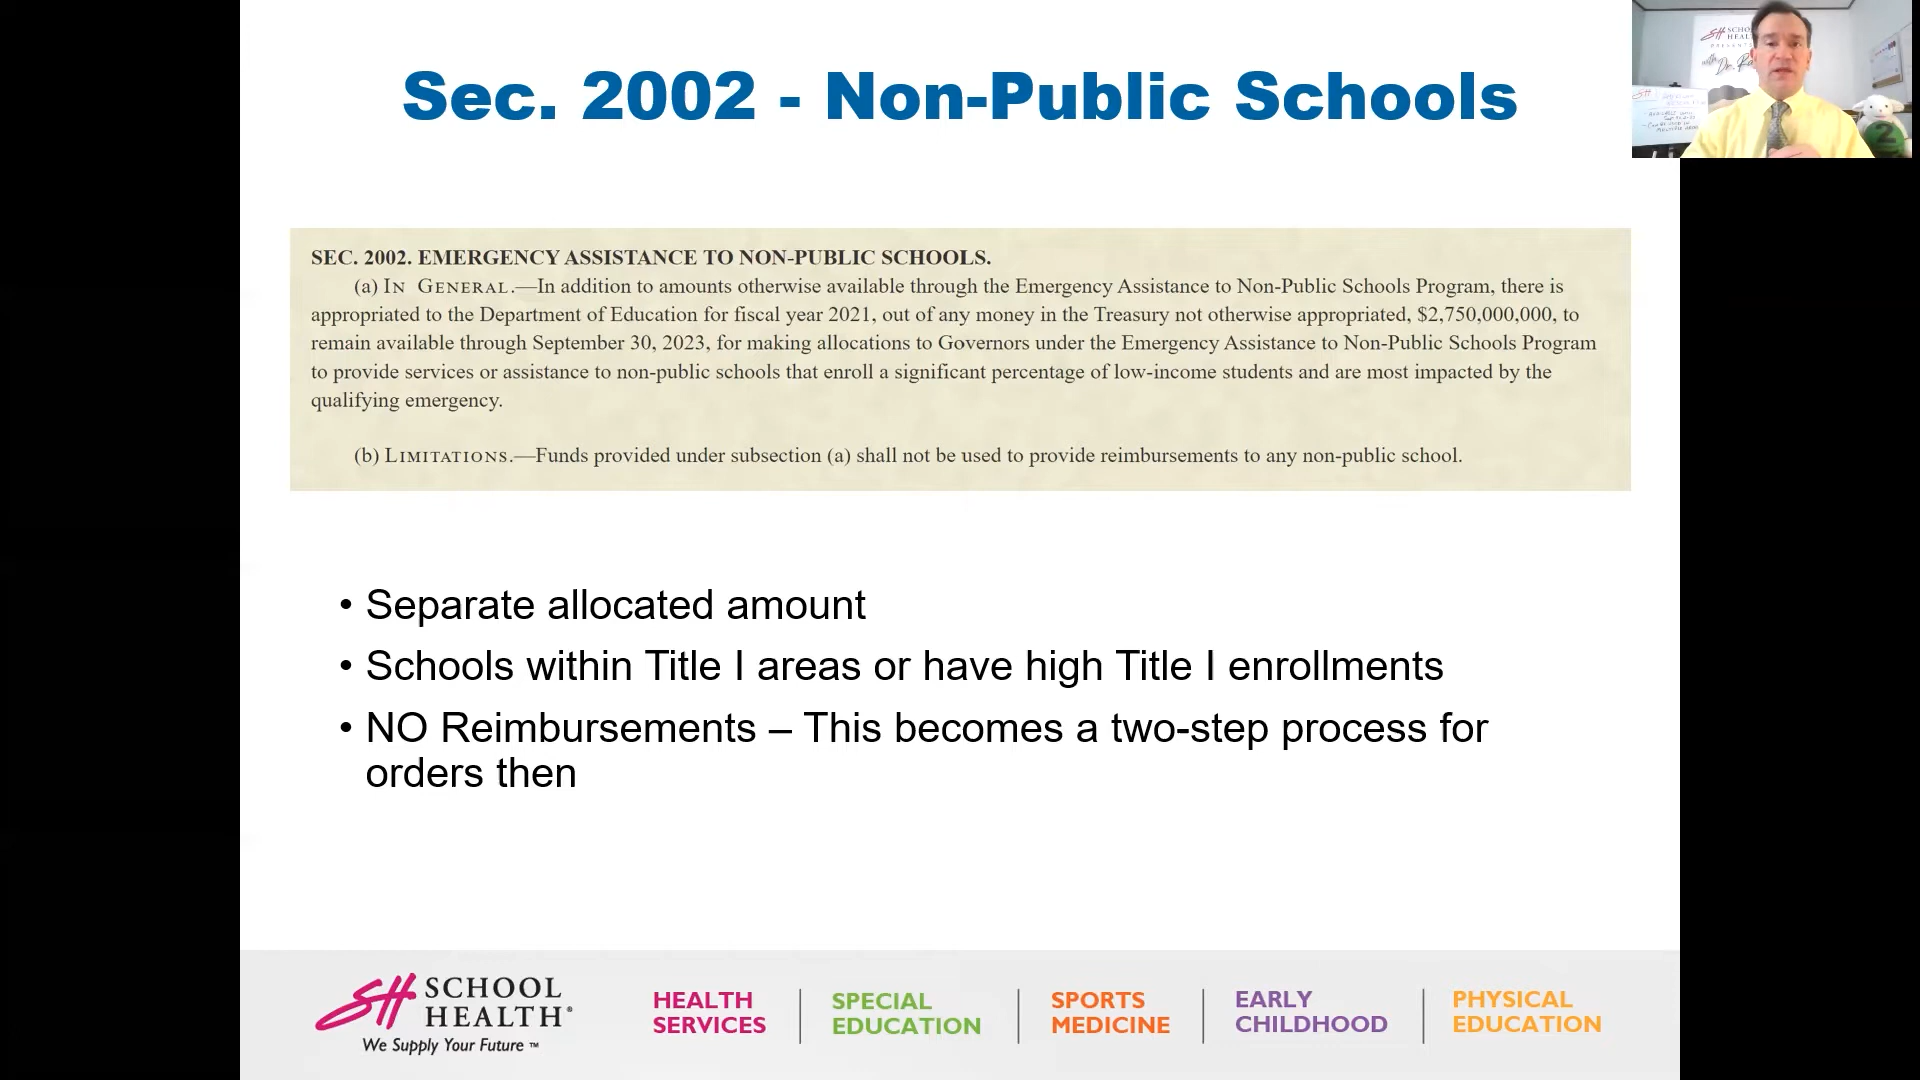 Sec. 2002 - Non-Public Schools
SEC. 2002. EMERGENCY ASSISTANCE TO NON-PUBLIC SCHOOLS.
(a) IN GENERAL.—In addition to amounts otherwise available through the Emergency Assistance to Non-Public Schools Program, there is
appropriated to the Department of Education for fiscal year 2021, out of any money in the Treasury not otherwise appropriated, $2,750,000,000, to
remain available through September 30, 2023, for making allocations to Governors under the Emergency Assistance to Non-Public Schools Program
to provide services or assistance to non-public schools that enroll a significant percentage of low-income students and are most impacted by the
qualifying emergency.
(b) LIMITATIONS.—Funds provided under subsection (a) shall not be used to provide reimbursements to any non-public school.
• Separate allocated amount
• Schools within Title I areas or have high Title I enrollments
• NO Reimbursements – This becomes a two-step process for
orders then
SH SCHOOL
HEALTH®
We Supply Your Future ™
HEALTH
SERVICES
SPECIAL
EDUCATION
SPORTS
MEDICINE
EARLY
CHILDHOOD
PHYSICAL
EDUCATION
SH SCHOOL
with Dr.
2